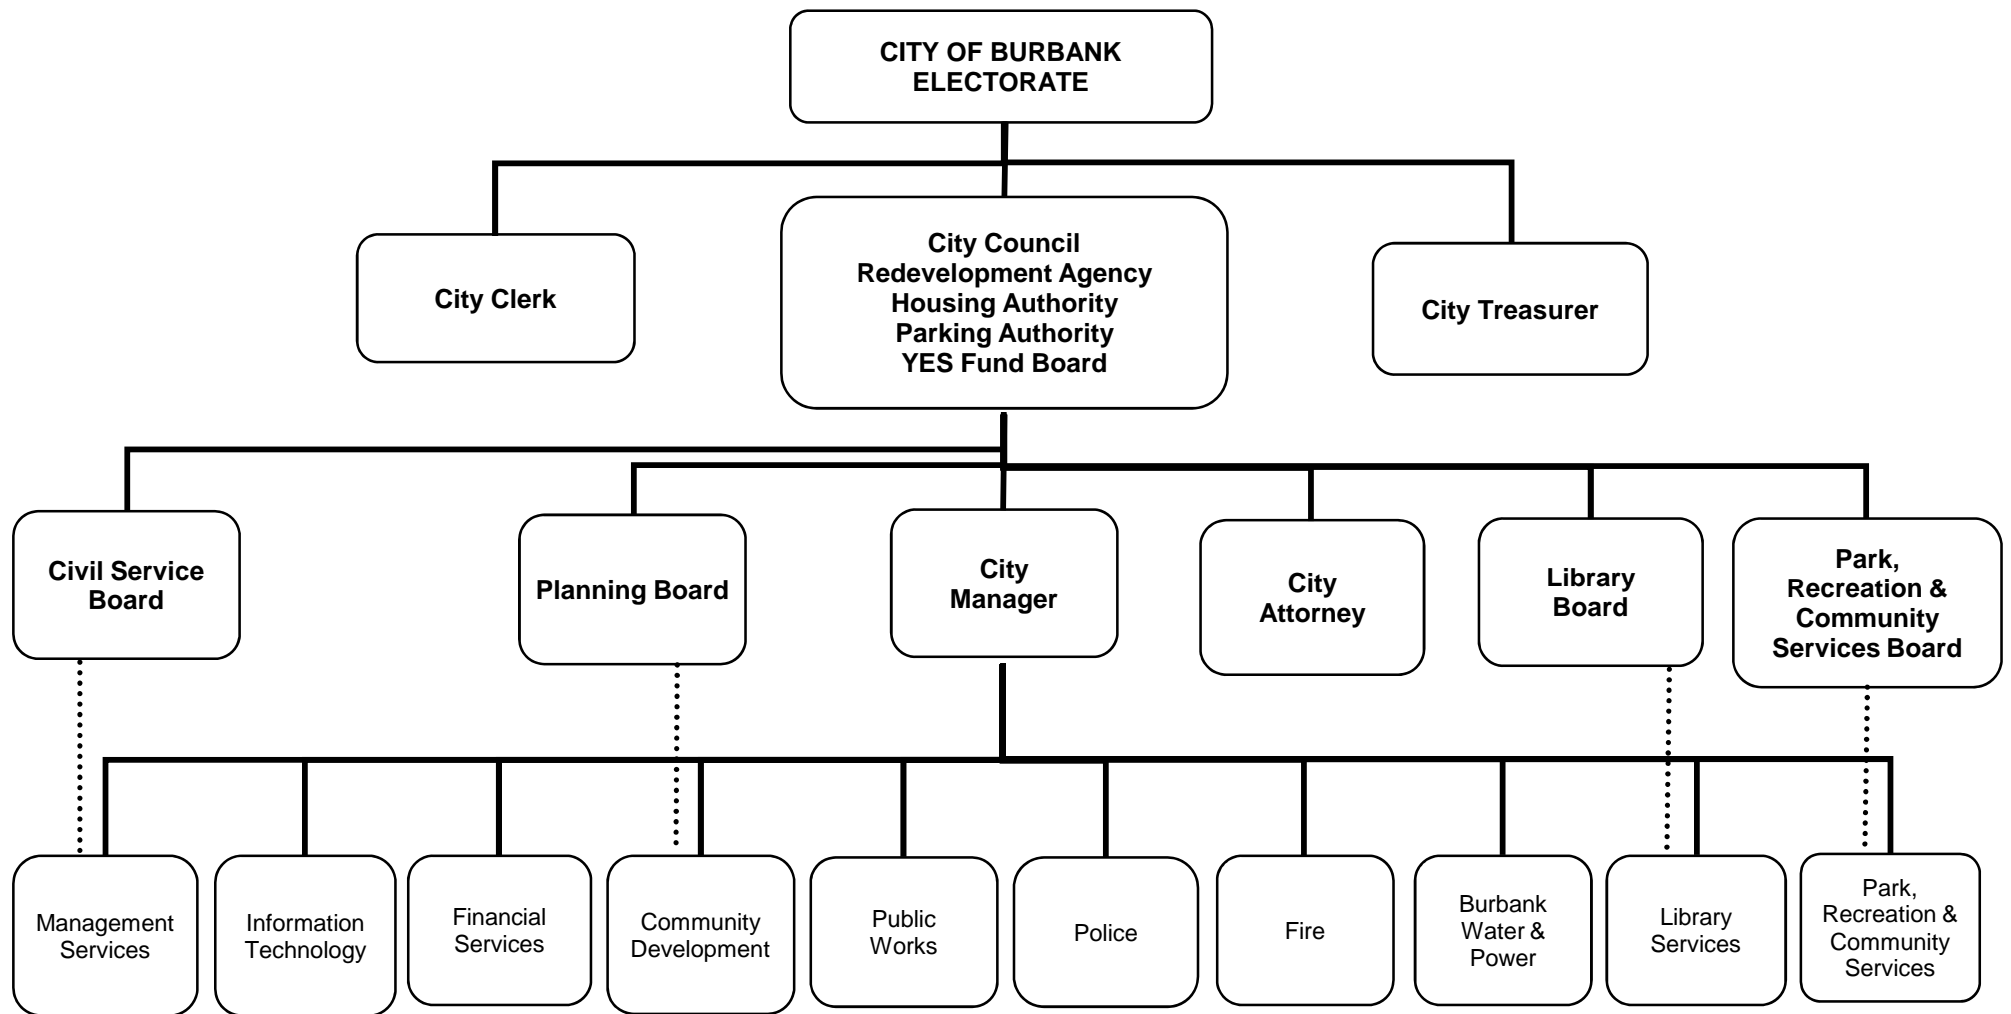 CITY OF BURBANK
ELECTORATE
City Clerk
City Council
Redevelopment Agency
Housing Authority
Parking Authority
YES Fund Board
City Treasurer
Civil Service
Board
Planning Board
City
Manager
City
Attorney
Library
Board
Park,
Recreation &
Community
Services Board
Management
Services
Information
Technology
Financial
Services
Community
Development
Public
Works
Police
Fire
Burbank
Water &
Power
Library
Services
Park,
Recreation &
Community
Services